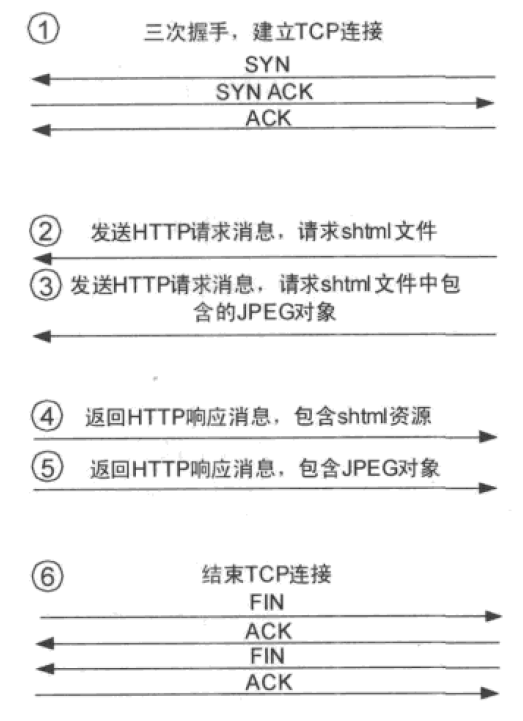 ① 三次握手，建立TCP连接
SYN
SYN ACK
ACK
② 发送HTTP请求消息，请求shtml文件
③ 发送HTTP请求消息，请求shtml文件中包
含的JPEG对象
④ 返回HTTP响应消息，包含shtml资源
⑤ 返回HTTP响应消息，包含JPEG对象
⑥ 结束TCP连接
FIN
ACK
FIN
ACK